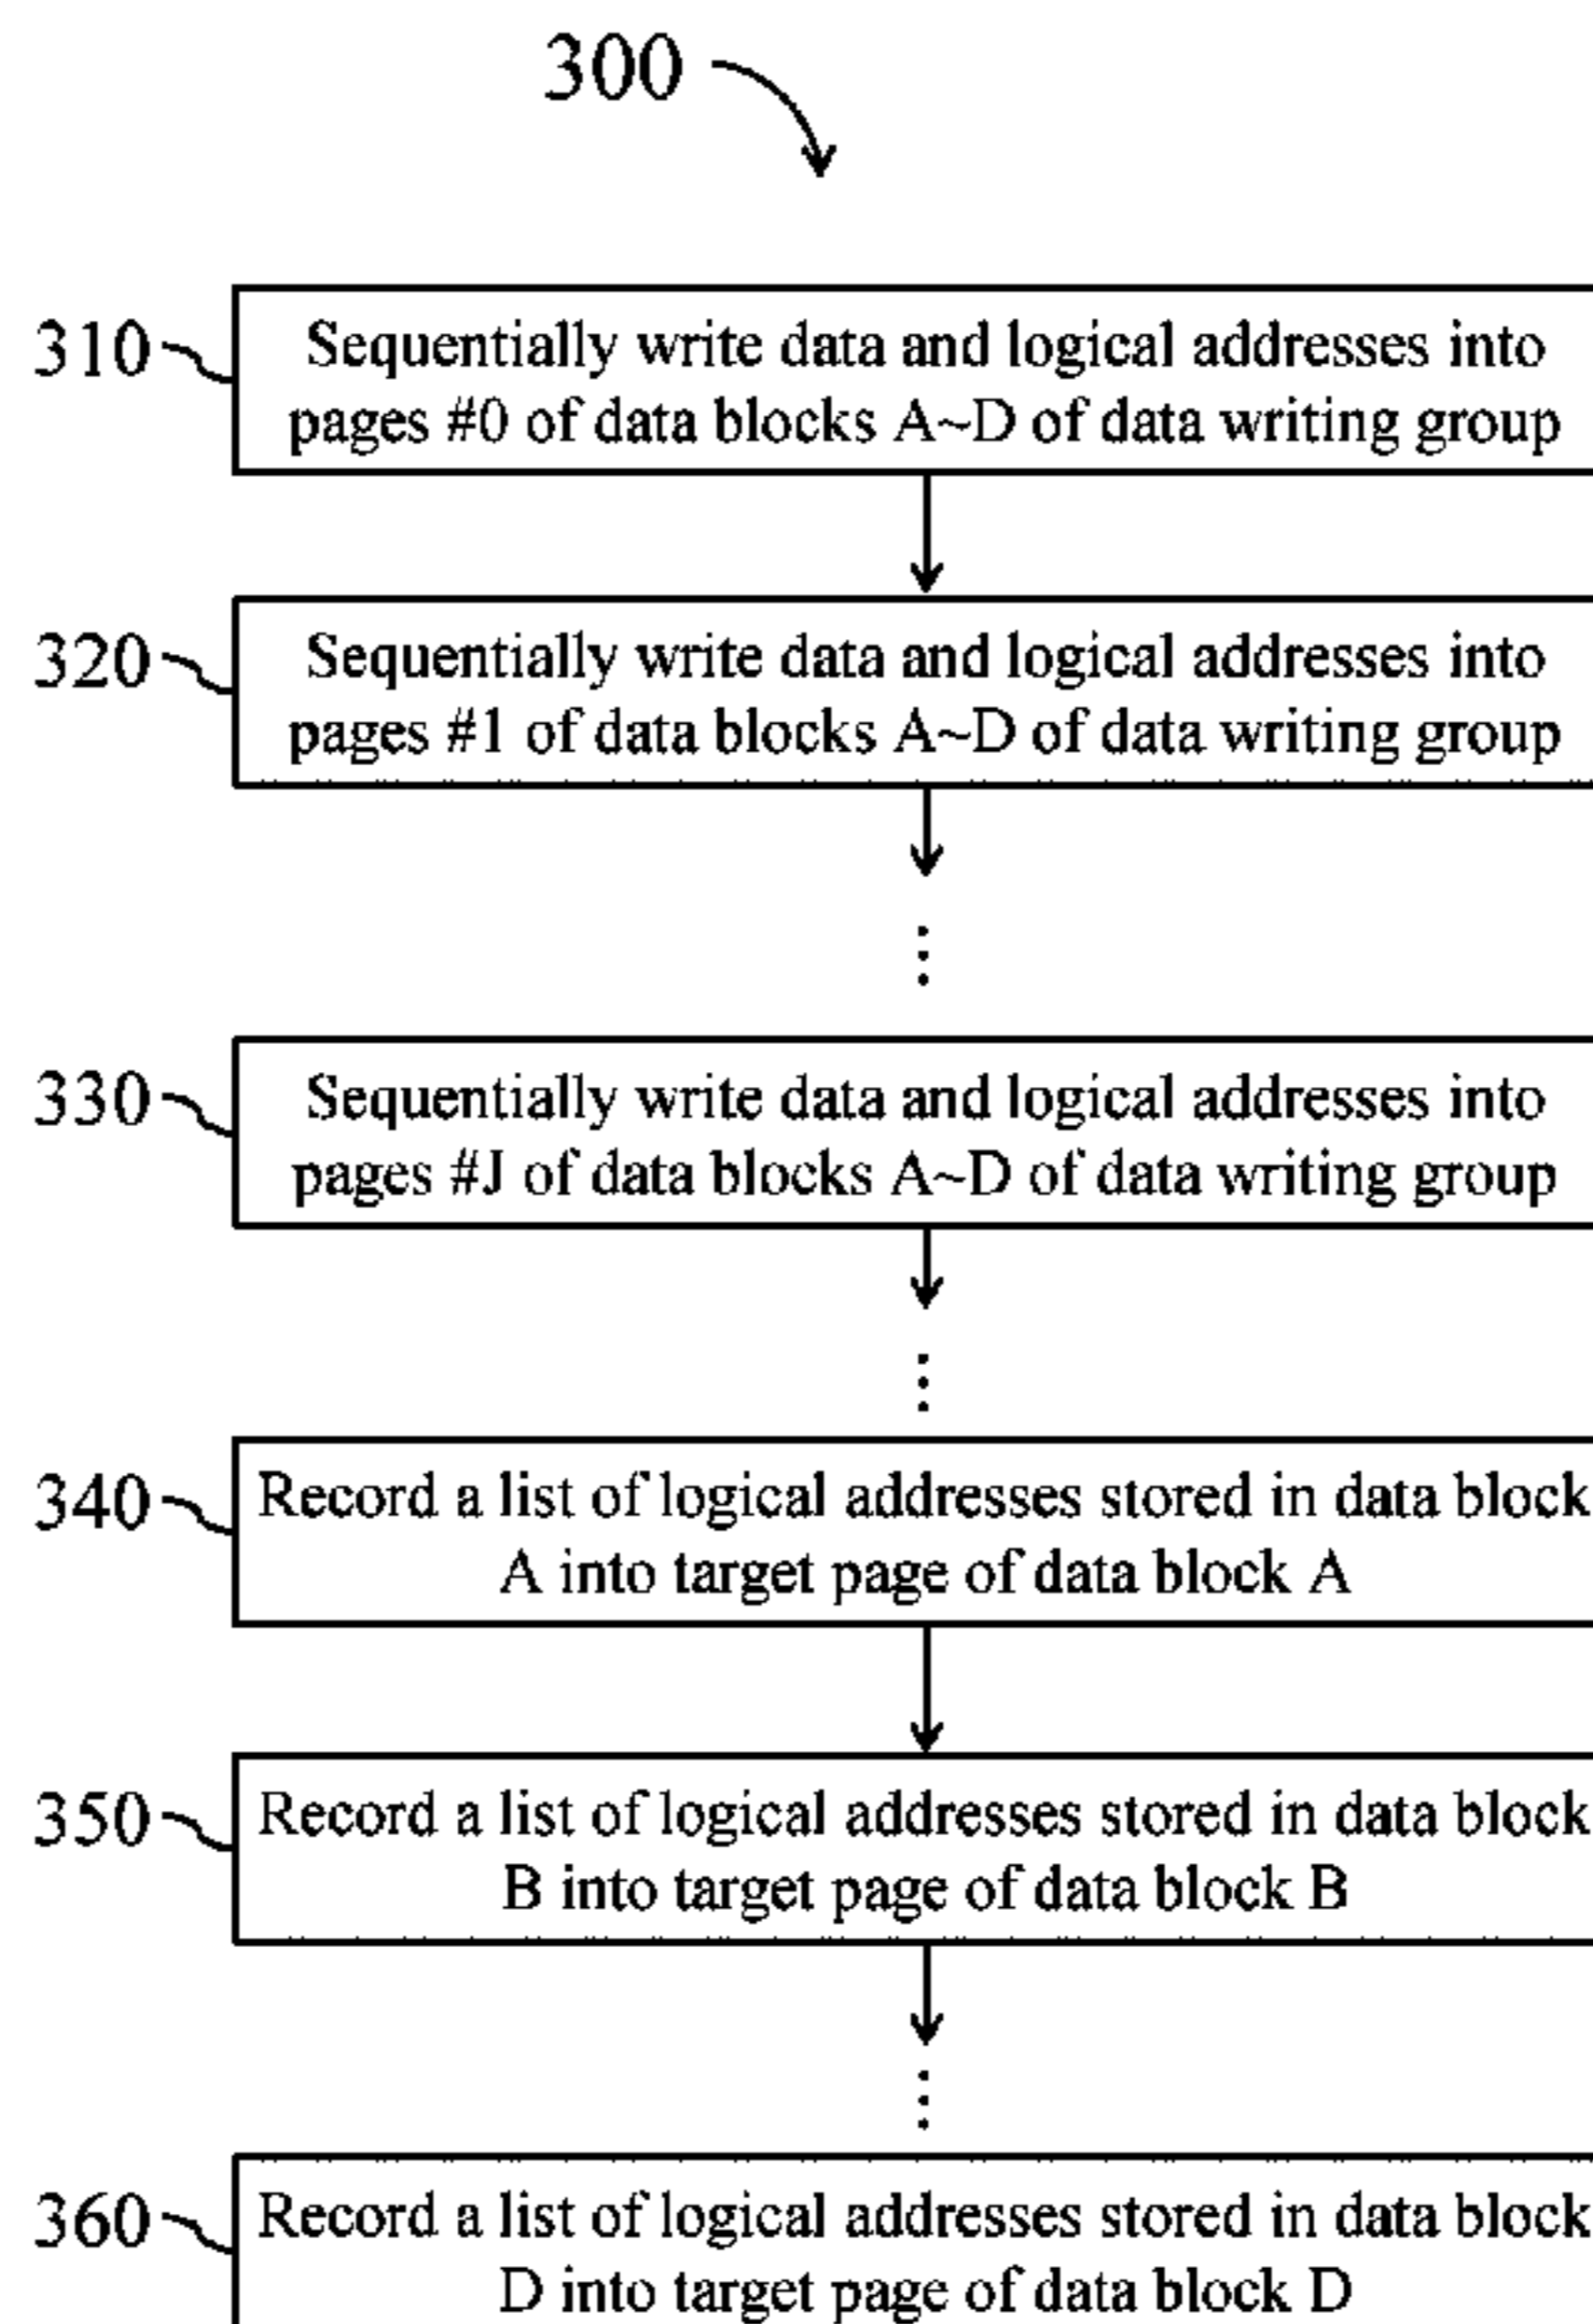 300
310
Sequentially write data and logical addresses into
pages #0 of data blocks A~D of data writing group
320
Sequentially write data and logical addresses into
pages #1 of data blocks A~D of data writing group
330
Sequentially write data and logical addresses into
pages #J of data blocks A~D of data writing group
340
Record a list of logical addresses stored in data block
A into target page of data block A
350
Record a list of logical addresses stored in data block
B into target page of data block B
360
Record a list of logical addresses stored in data block
D into target page of data block D